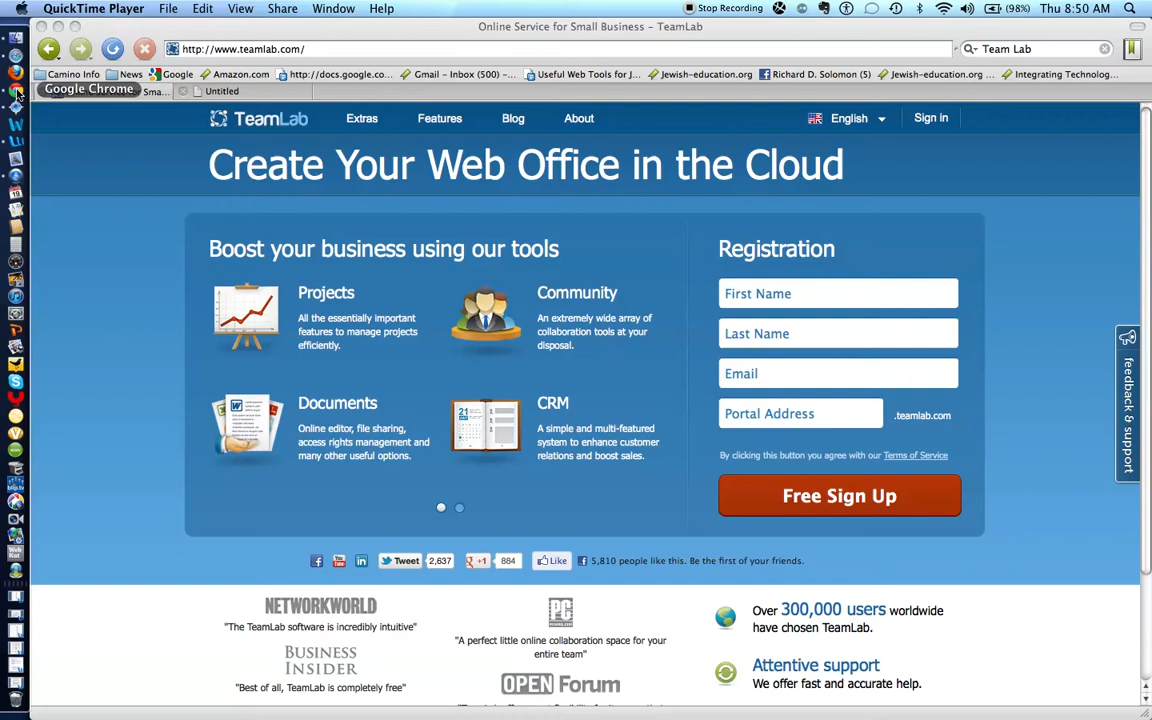 QuickTime Player File Edit View Share Window Help Stop Recording (98%) Thu 8:50 AM
Online Service for Small Business – TeamLab
http://www.teamlab.com/ Team Lab
Camino Info News Google Amazon.com http://docs.google.co... Gmail - Inbox (500) -... Useful Web Tools for J... Jewish-education.org Richard D. Solomon (5) Jewish-education.org Integrating Technolog...
Google Chrome Sma... Untitled
TeamLab Extras Features Blog About English Sign in
Create Your Web Office in the Cloud
Boost your business using our tools
Projects
All the essentially important
features to manage projects
efficiently.
Community
An extremely wide array of
collaboration tools at your
disposal.
Documents
Online editor, file sharing,
access rights management and
many other useful options.
CRM
A simple and multi-featured
system to enhance customer
relations and boost sales.
Registration
First Name
Last Name
Email
Portal Address .teamlab.com
By clicking this button you agree with our Terms of Service
Free Sign Up
feedback & support
Tweet 2,637 +1 884 Like 5,810 people like this. Be the first of your friends.
NETWORKWORLD
"The TeamLab software is incredibly intuitive"
BUSINESS
INSIDER
"Best of all, TeamLab is completely free"
PC
"A perfect little online collaboration space for your
entire team"
OPEN Forum
Over 300,000 users worldwide
have chosen TeamLab.
Attentive support
We offer fast and accurate help.